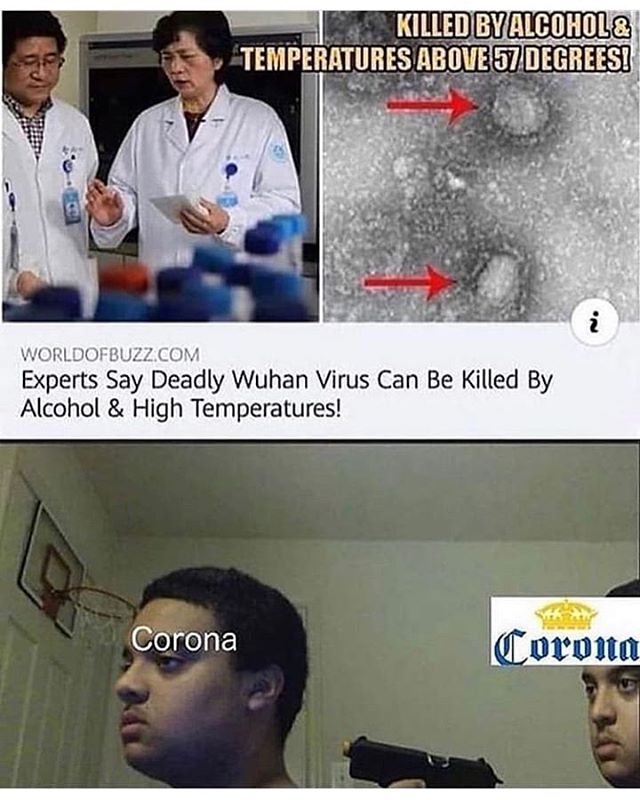 KILLED BY ALCOHOL &
TEMPERATURES ABOVE 57 DEGREES!
i
WORLDOFBUZZ.COM
Experts Say Deadly Wuhan Virus Can Be Killed By
Alcohol & High Temperatures!
Corona
Corona